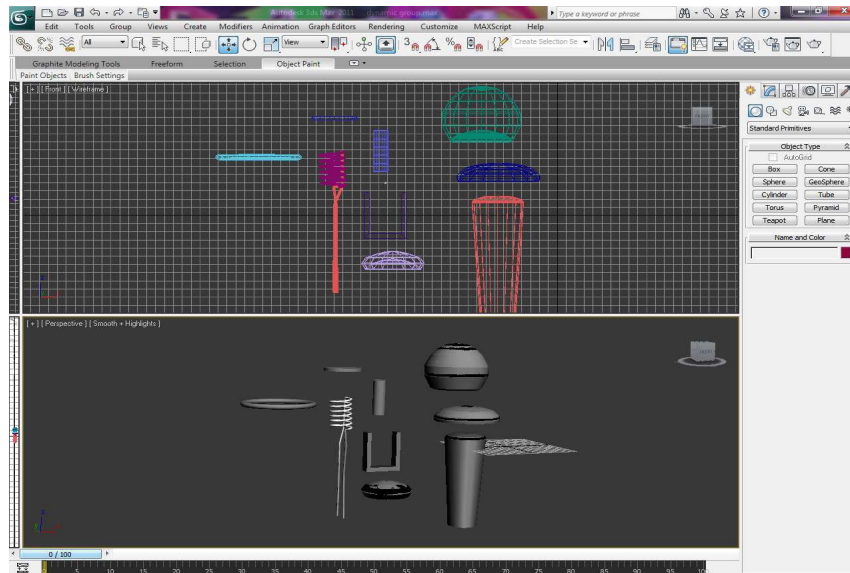 Autodesk 3ds Max 2011 dynamic group.max
Type a keyword or phrase
Edit Tools Group Views Create Modifiers Animation Graph Editors Rendering Customize MAXScript Help
All View Create Selection Se
Graphite Modeling Tools Freeform Selection Object Paint
Paint Objects Brush Settings
[ + ] [ Front ] [ Wireframe ]
Standard Primitives
Object Type
AutoGrid
Box Cone
Sphere GeoSphere
Cylinder Tube
Torus Pyramid
Teapot Plane
Name and Color
[ + ] [ Perspective ] [ Smooth + Highlights ]
0 / 100
5 10 15 20 25 30 35 40 45 50 55 60 65 70 75 80 85 90 95 100